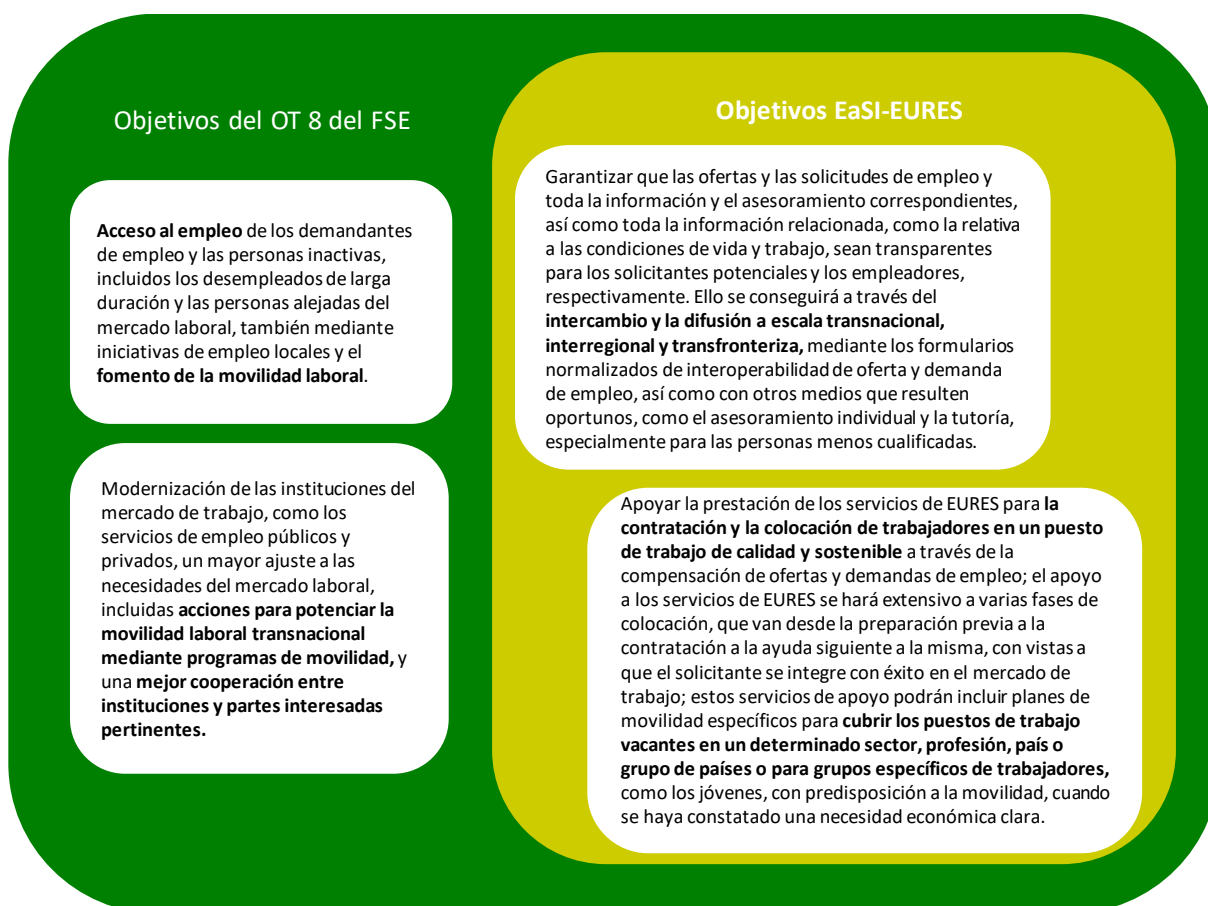 Objetivos del OT 8 del FSE
Acceso al empleo de los demandantes
de empleo y las personas inactivas,
incluidos los desempleados de larga
duración y las personas alejadas del
mercado laboral, también mediante
iniciativas de empleo locales y el
fomento de la movilidad laboral.
Modernización de las instituciones del
mercado de trabajo, como los
servicios de empleo públicos y
privados, un mayor ajuste a las
necesidades del mercado laboral,
incluidas acciones para potenciar la
movilidad laboral transnacional
mediante programas de movilidad, y
una mejor cooperación entre
instituciones y partes interesadas
pertinentes.
Objetivos EaSI-EURES
Garantizar que las ofertas y las solicitudes de empleo y
toda la información y el asesoramiento correspondientes,
así como toda la información relacionada, como la relativa
a las condiciones de vida y trabajo, sean transparentes
para los solicitantes potenciales y los empleadores,
respectivamente. Ello se conseguirá a través del
intercambio y la difusión a escala transnacional,
interregional y transfronteriza, mediante los formularios
normalizados de interoperabilidad de oferta y demanda
de empleo, así como con otros medios que resulten
oportunos, como el asesoramiento individual y la tutoría,
especialmente para las personas menos cualificadas.
Apoyar la prestación de los servicios de EURES para la
contratación y la colocación de trabajadores en un puesto
de trabajo de calidad y sostenible a través de la
compensación de ofertas y demandas de empleo; el apoyo
a los servicios de EURES se hará extensivo a varias fases de
colocación, que van desde la preparación previa a la
contratación a la ayuda siguiente a la misma, con vistas a
que el solicitante se integre con éxito en el mercado de
trabajo; estos servicios de apoyo podrán incluir planes de
movilidad específicos para cubrir los puestos de trabajo
vacantes en un determinado sector, profesión, país o
grupo de países o para grupos específicos de trabajadores,
como los jóvenes, con predisposición a la movilidad, cuando
se haya constatado una necesidad económica clara.